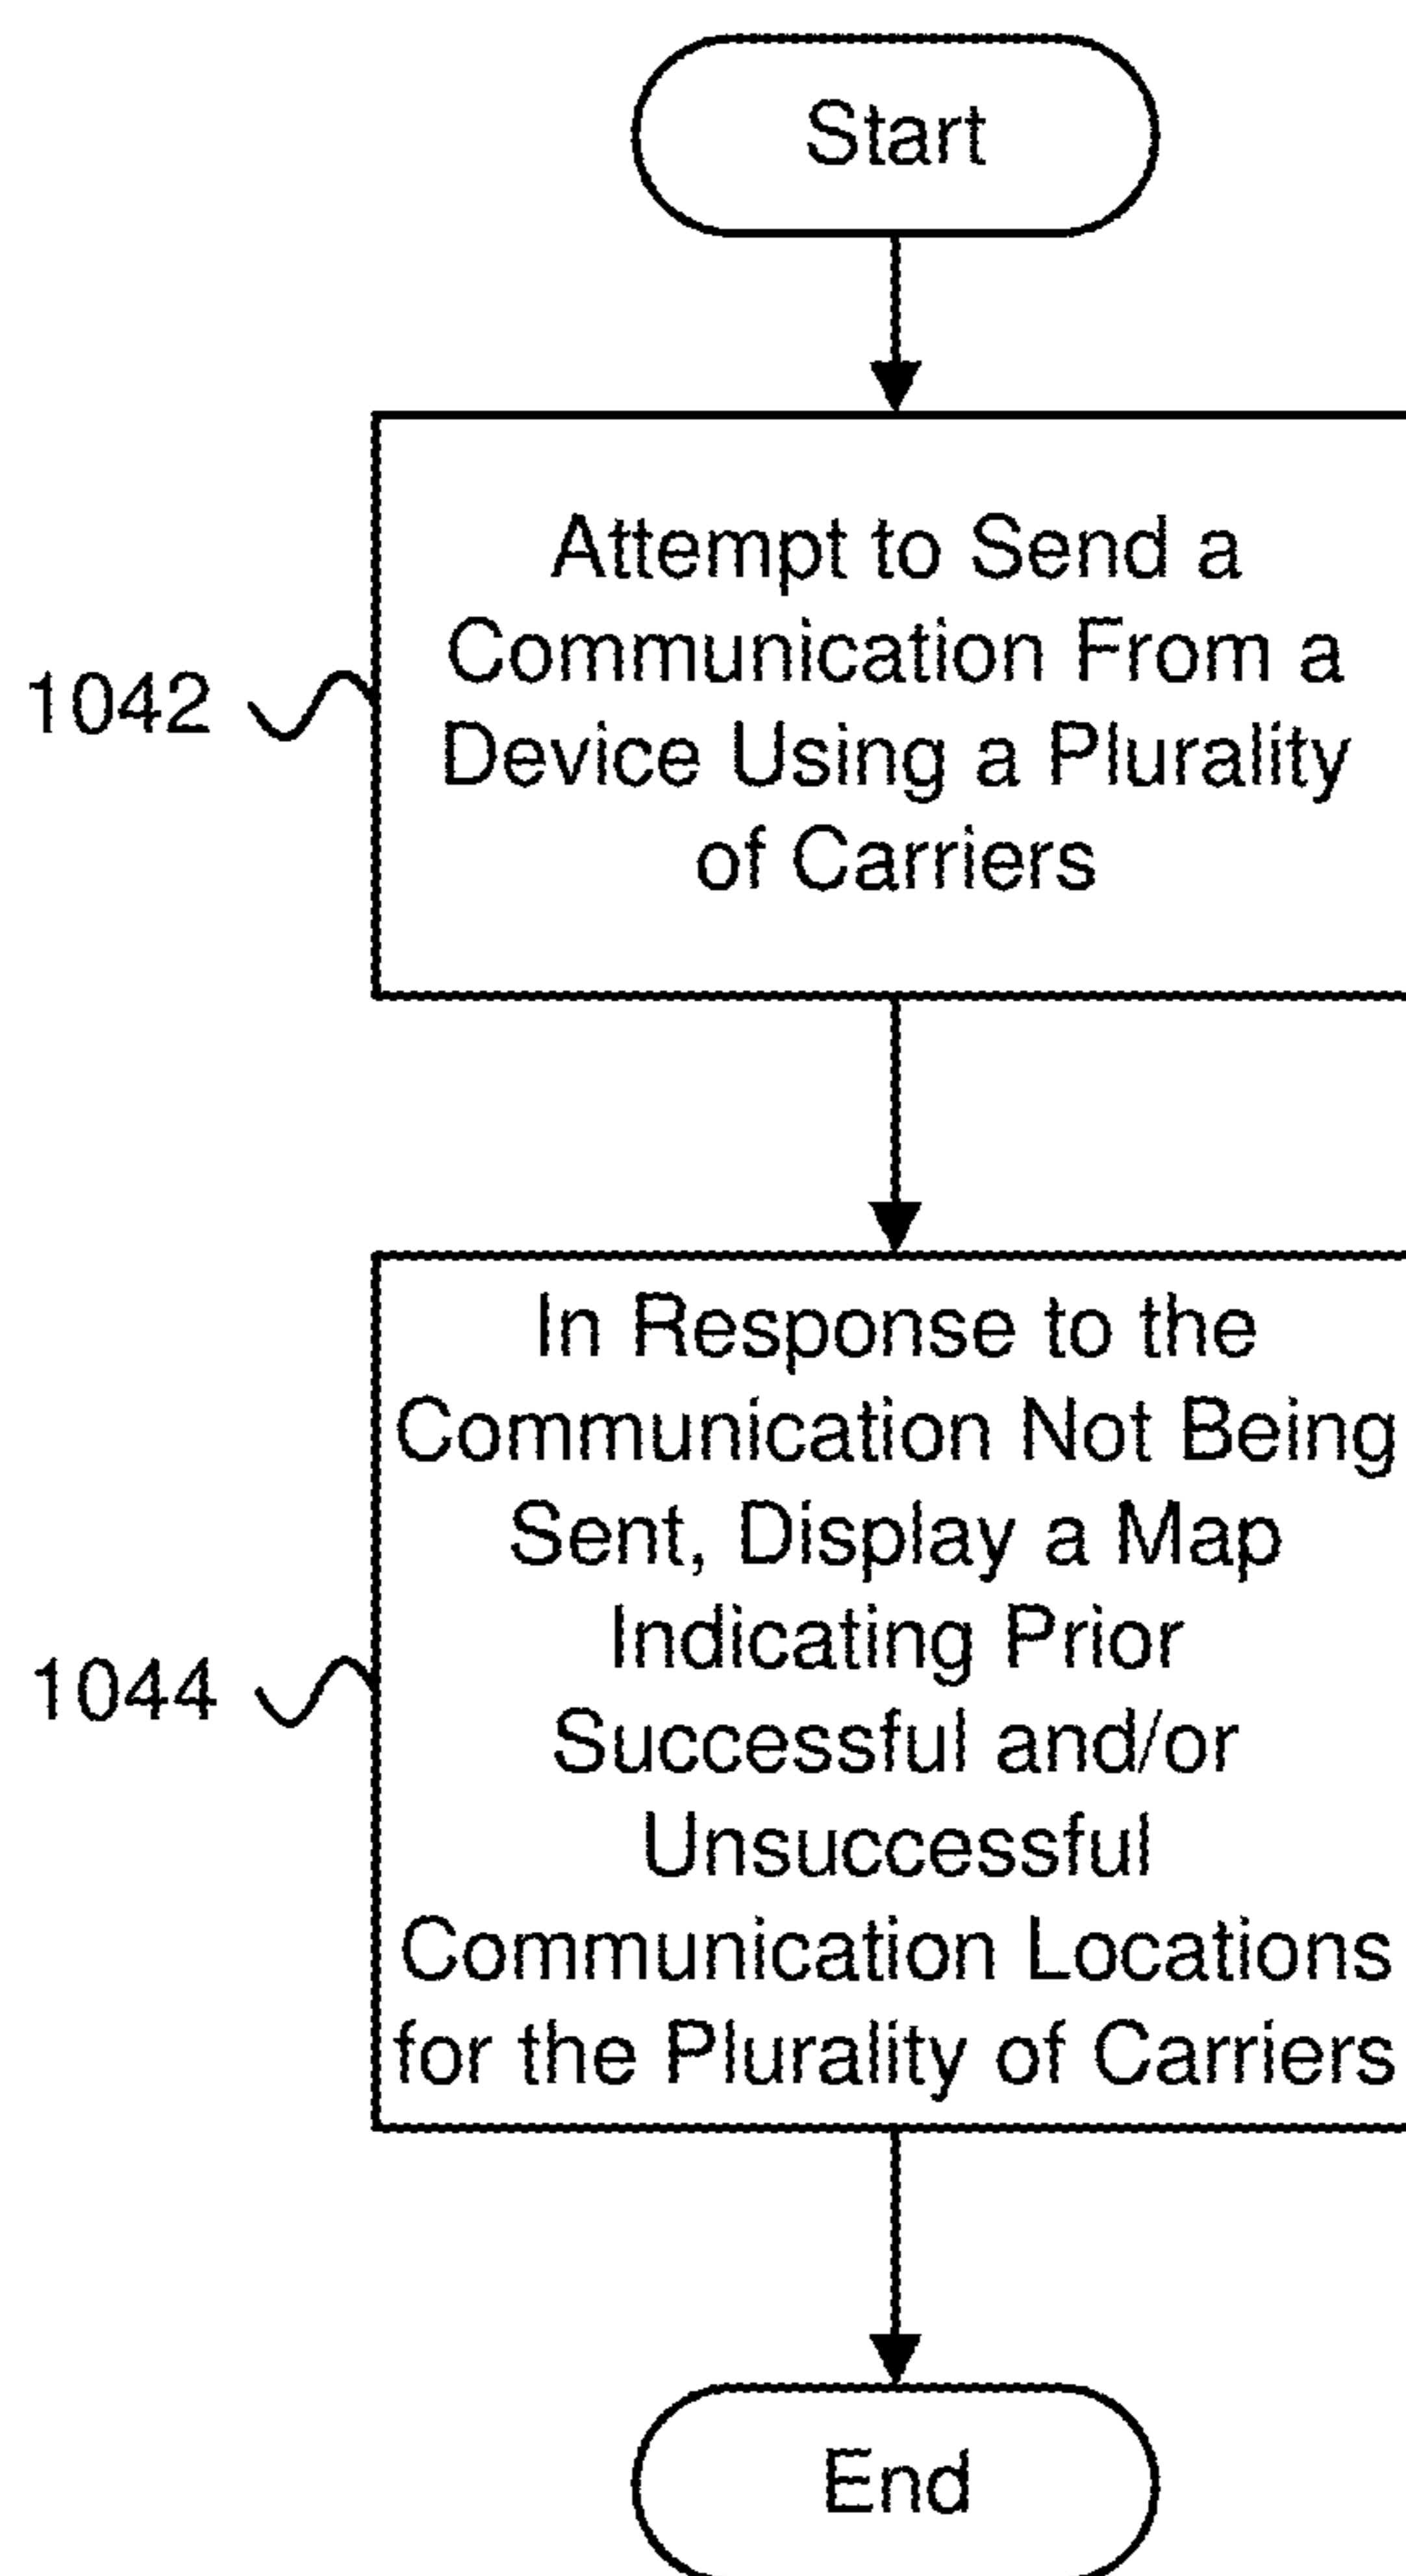 Start
Attempt to Send a
Communication From a
Device Using a Plurality
of Carriers
1042
In Response to the
Communication Not Being
Sent, Display a Map
Indicating Prior
Successful and/or
Unsuccessful
Communication Locations
for the Plurality of Carriers
1044
End